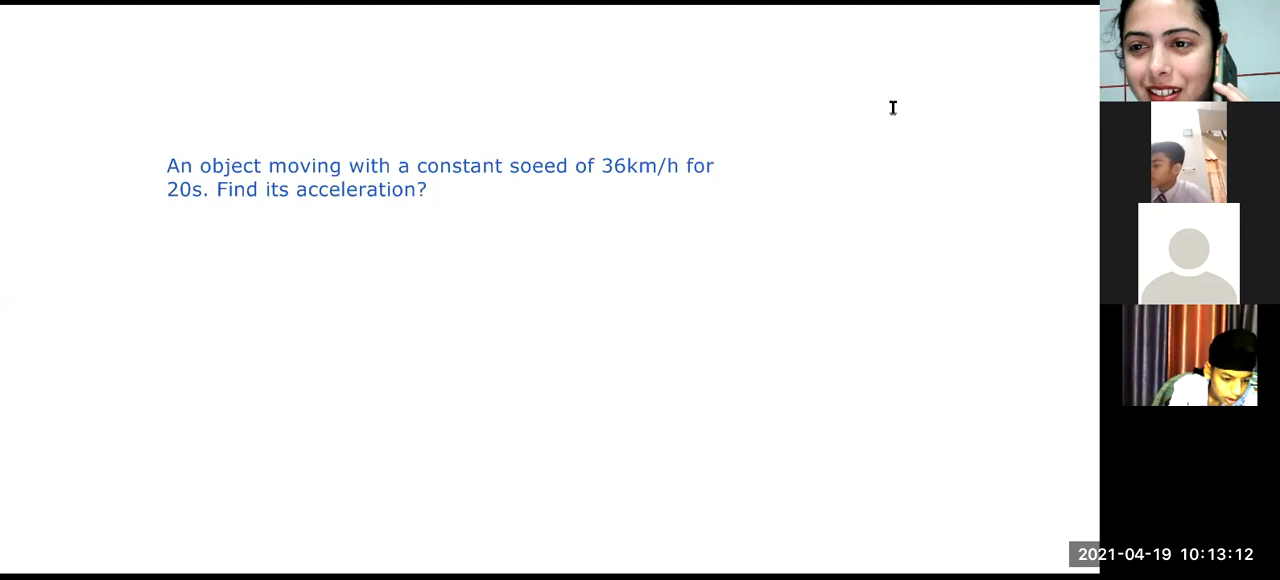 An object moving with a constant soeed of 36km/h for
20s. Find its acceleration?
2021-04-19 10:13:12